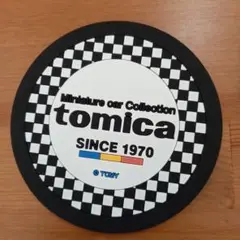 Miniature car Collection
tomica
SINCE 1970
© TOMY